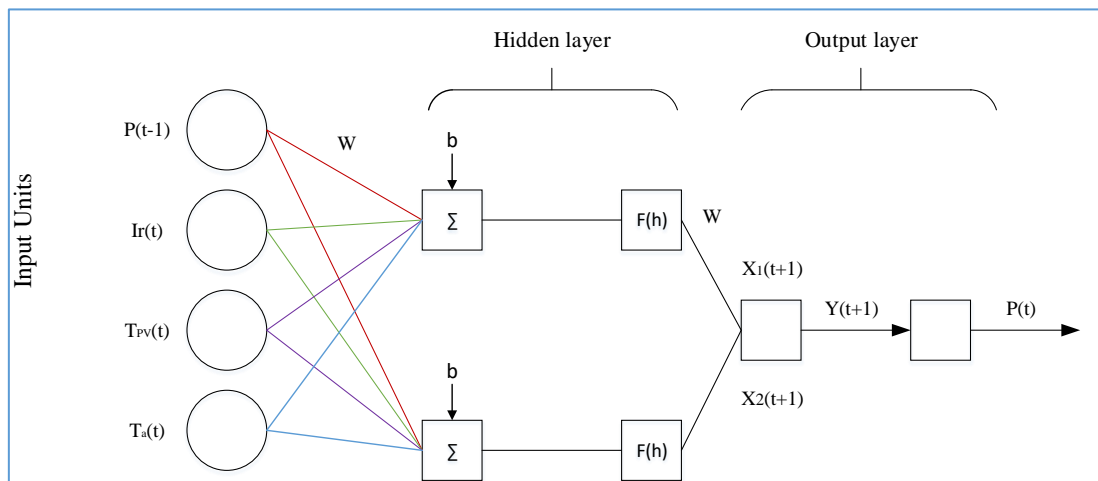 Hidden layer
Output layer
Input Units
P(t-1)
W
b
Ir(t)
Σ
F(h)
W
X₁(t+1)
TPV(t)
Y(t+1)
P(t)
b
X₂(t+1)
Tₐ(t)
Σ
F(h)